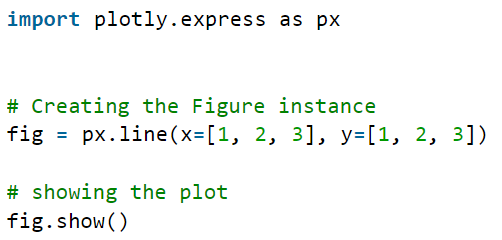 import plotly.express as px
# Creating the Figure instance
fig = px.line(x=[1, 2, 3], y=[1, 2, 3])
# showing the plot
fig.show()